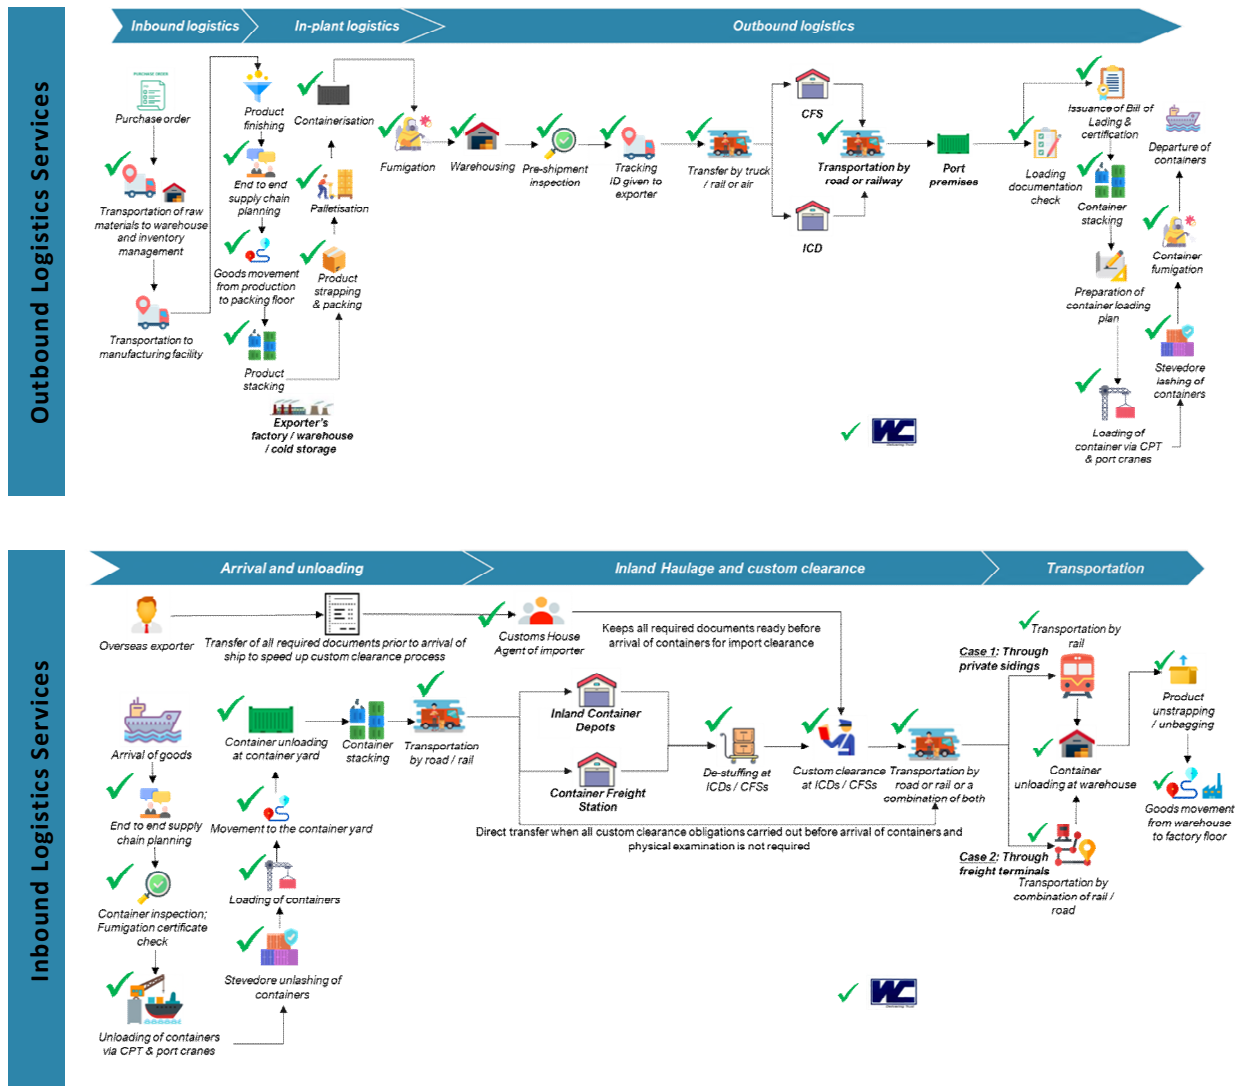 Outbound Logistics Services
Inbound logistics
In-plant logistics
Outbound logistics
PURCHASE ORDER
Purchase order
Transportation of raw
materials to warehouse
and inventory
management
Transportation to
manufacturing facility
Product
finishing
End to end
supply chain
planning
Goods movement
from production
to packing floor
Product
stacking
Exporter's
factory / warehouse
/ cold storage
Containerisation
Palletisation
Product
strapping
& packing
Fumigation
Warehousing
Pre-shipment
inspection
Tracking
ID given to
exporter
Transfer by truck
/ rail or air
CFS
ICD
Transportation by
road or railway
Port
premises
Loading
documentation
check
Issuance of Bill of
Lading &
certification
Container
stacking
Preparation of
container loading
plan
Loading of
container via CPT
& port cranes
Departure of
containers
Container
fumigation
Stevedore
lashing of
containers
WC
Inbound Logistics Services
Arrival and unloading
Inland Haulage and custom clearance
Transportation
Overseas exporter
Transfer of all required documents prior to arrival of
ship to speed up custom clearance process
Customs House
Agent of importer
Keeps all required documents ready before
arrival of containers for import clearance
Arrival of goods
End to end supply
chain planning
Container inspection;
Fumigation certificate
check
Unloading of containers
via CPT & port cranes
Stevedore unlashing of
containers
Loading of containers
Movement to the container yard
Container unloading
at container yard
Container
stacking
Transportation
by road / rail
Inland Container
Depots
Container Freight
Station
De-stuffing at
ICDs / CFSs
Custom clearance
at ICDs / CFSs
Transportation by
road or rail or a
combination of both
Direct transfer when all custom clearance obligations carried out before arrival of containers and
physical examination is not required
Transportation by
rail
Case 1: Through
private sidings
Container
unloading at warehouse
Case 2: Through
freight terminals
Transportation by
combination of rail /
road
Product
unstrapping
/ unbagging
Goods movement
from warehouse
to factory floor
WC